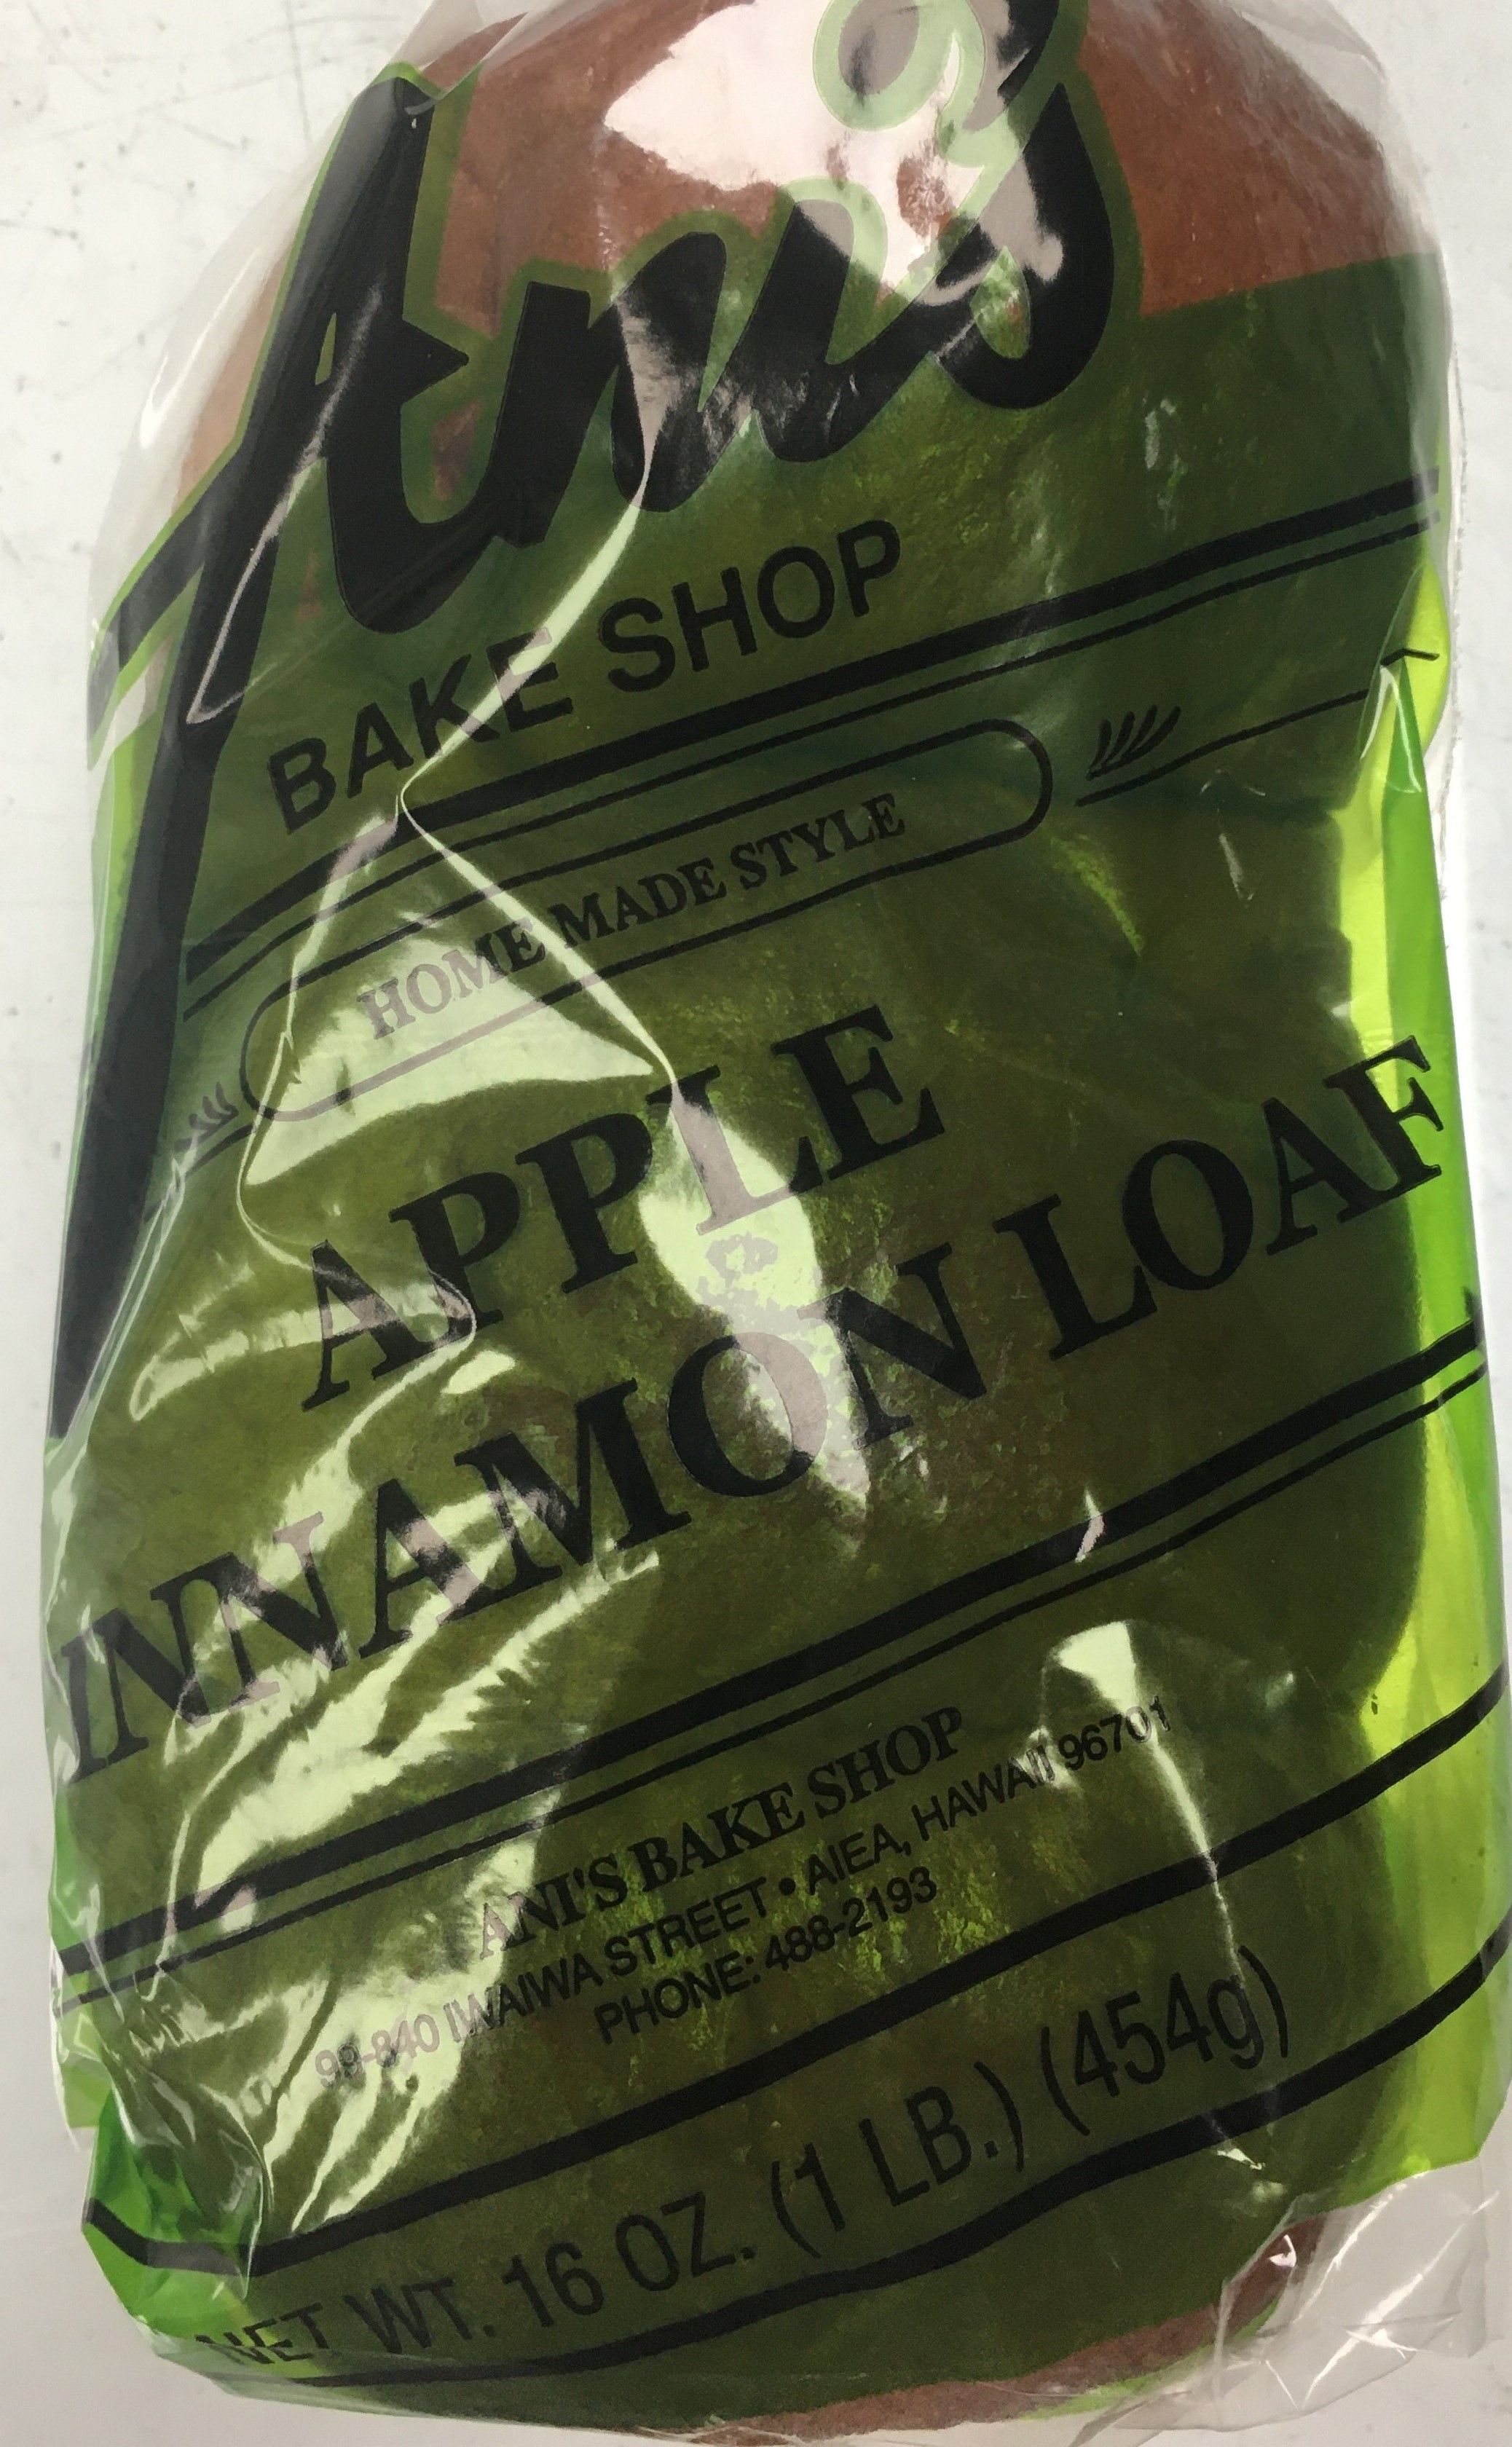 Ani's
BAKE SHOP
HOME MADE STYLE
APPLE
INNAMON LOAF
ANI'S BAKE SHOP
99-840 IWAIWA STREET • AIEA, HAWAII 96701
PHONE: 488-2193
NET WT. 16 OZ. (1 LB.) (454g)